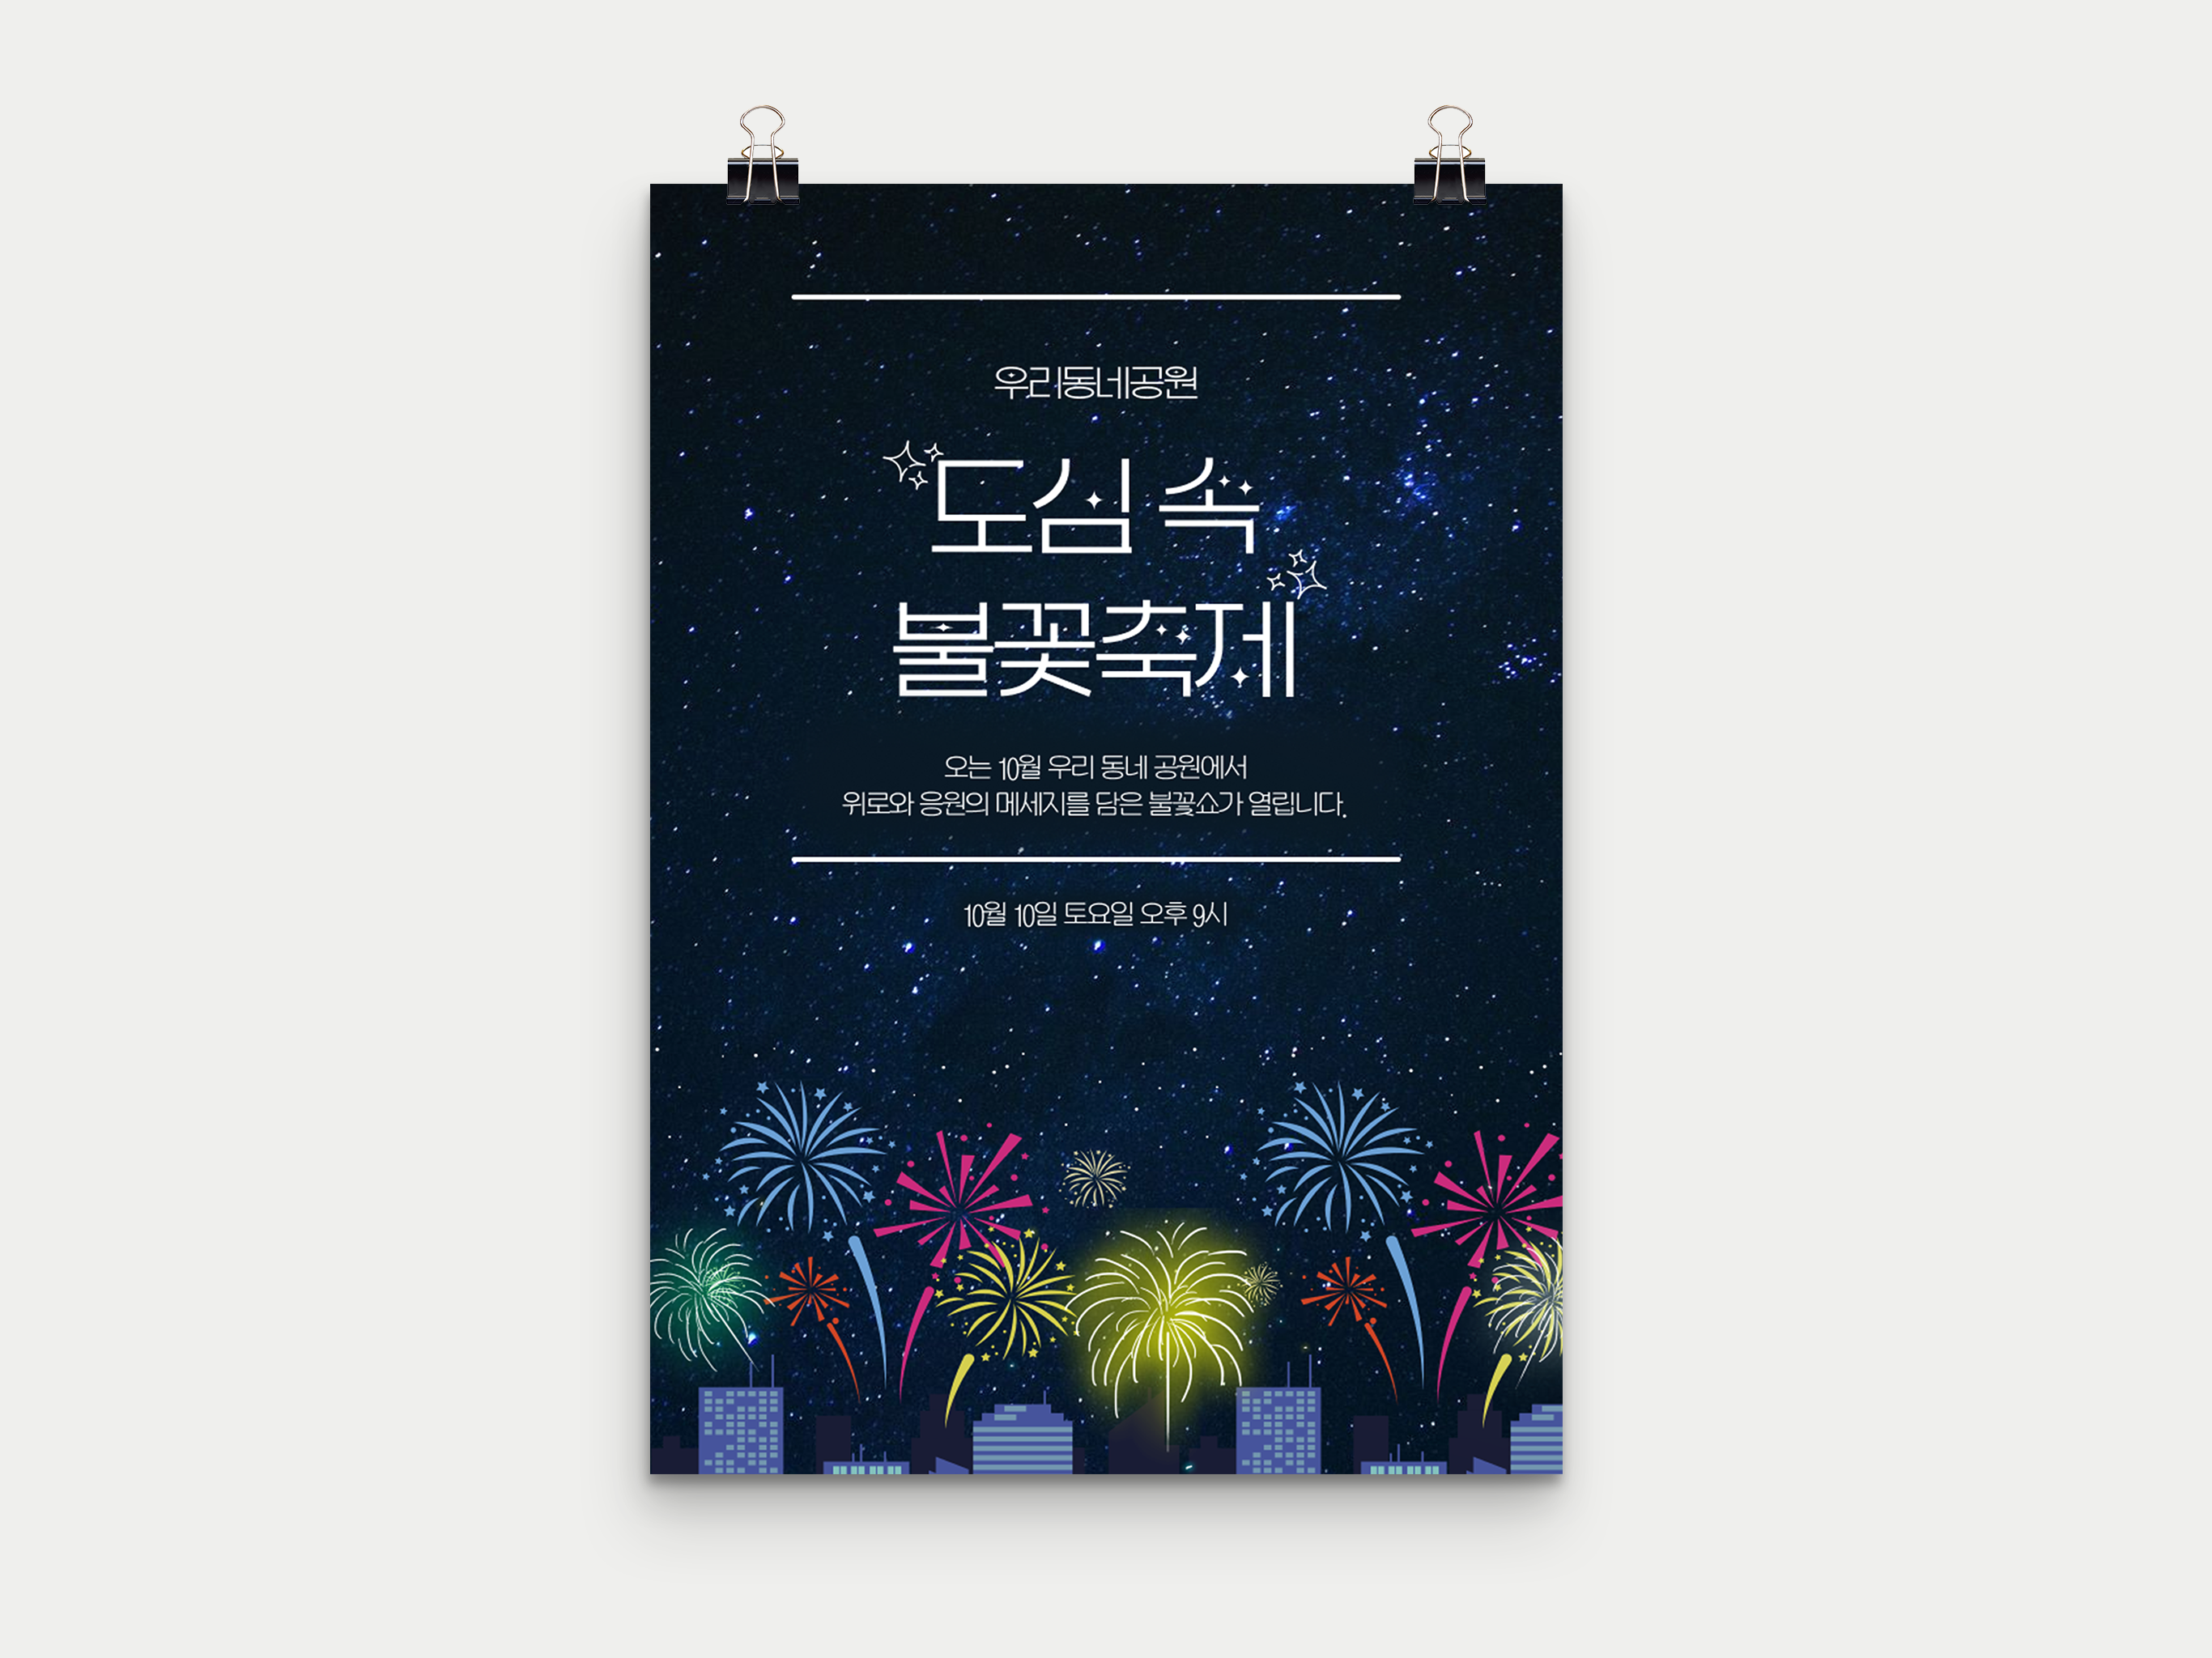 우리동네공원
도심 속
불꽃축제
오는 10월 우리 동네 공원에서
위로와 응원의 메세지를 담은 불꽃쇼가 열립니다.
10월 10일 토요일 오후 9시